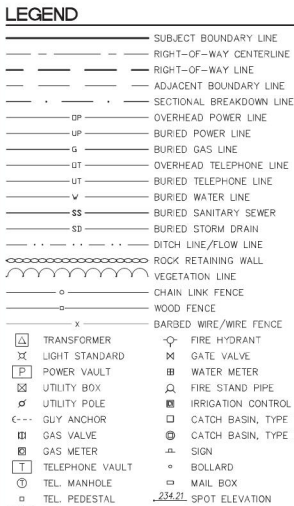 LEGEND
SUBJECT BOUNDARY LINE
RIGHT-OF-WAY CENTERLINE
RIGHT-OF-WAY LINE
ADJACENT BOUNDARY LINE
SECTIONAL BREAKDOWN LINE
OP OVERHEAD POWER LINE
UP BURIED POWER LINE
G BURIED GAS LINE
OT OVERHEAD TELEPHONE LINE
UT BURIED TELEPHONE LINE
W BURIED WATER LINE
SS BURIED SANITARY SEWER
SD BURIED STORM DRAIN
DITCH LINE/FLOW LINE
ROCK RETAINING WALL
VEGETATION LINE
CHAIN LINK FENCE
WOOD FENCE
X BARBED WIRE/WIRE FENCE
TRANSFORMER FIRE HYDRANT
LIGHT STANDARD GATE VALVE
P POWER VAULT WATER METER
UTILITY BOX FIRE STAND PIPE
UTILITY POLE IRRIGATION CONTROL
GUY ANCHOR CATCH BASIN, TYPE
GAS VALVE CATCH BASIN, TYPE
GAS METER SIGN
T TELEPHONE VAULT BOLLARD
T TEL. MANHOLE MAIL BOX
TEL. PEDESTAL 234.21 SPOT ELEVATION